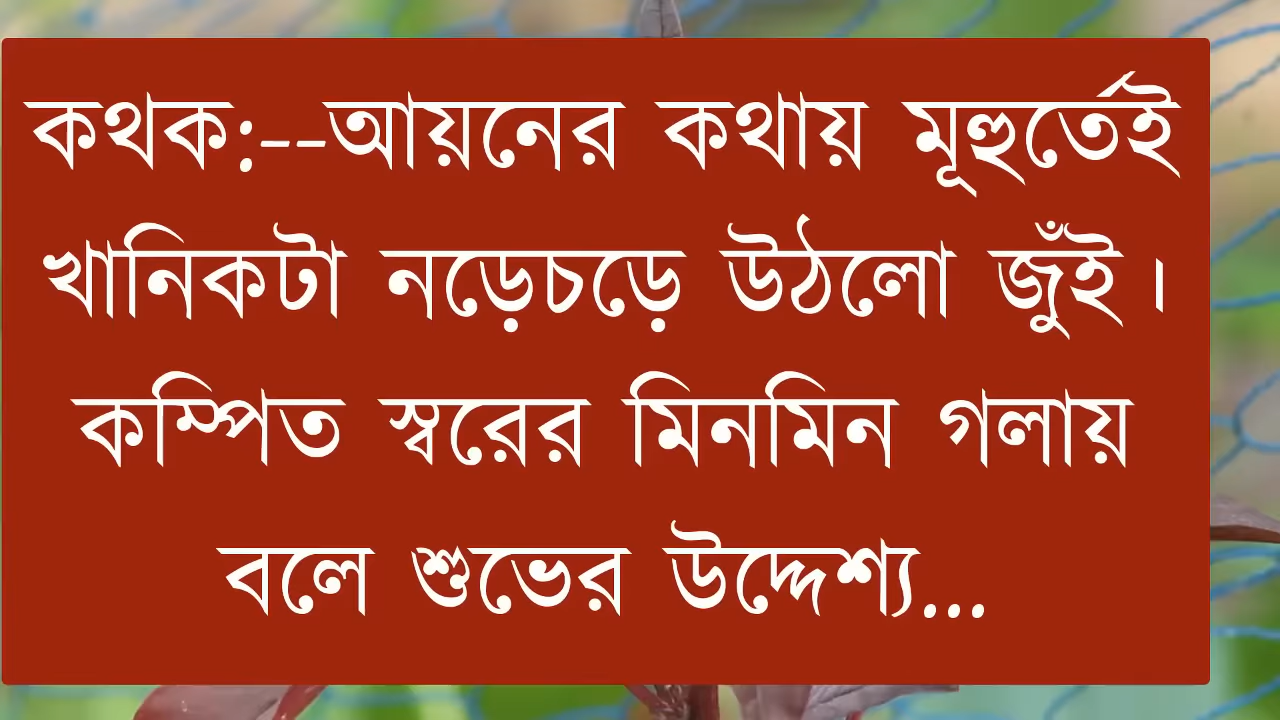 কথক:--আয়নের কথায় মূহুর্তেই
খানিকটা নড়েচড়ে উঠলো জুঁই।
কম্পিত স্বরের মিনমিন গলায়
বলে শুভের উদ্দেশ্য...